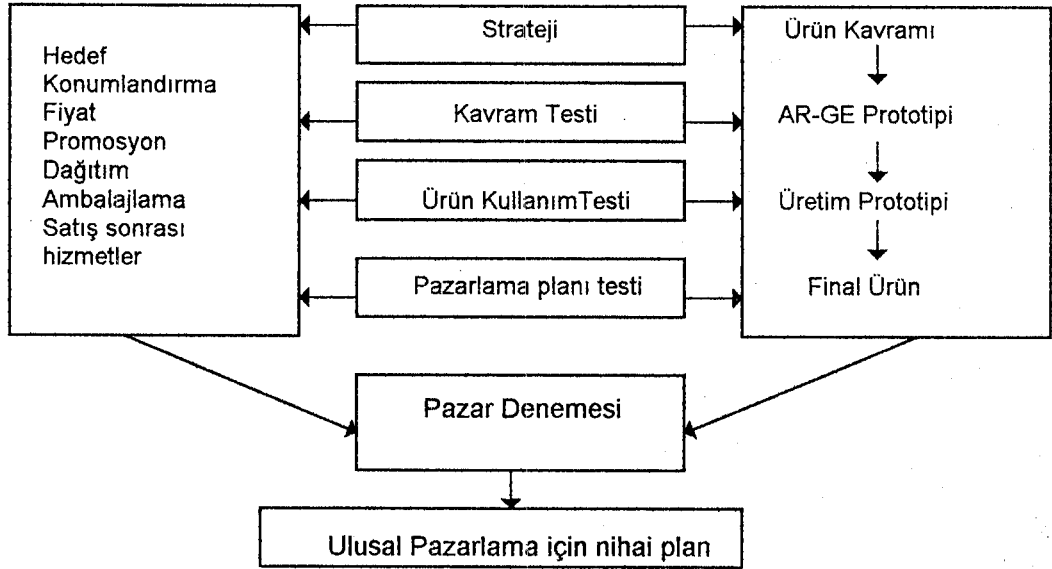 Hedef
Konumlandırma
Fiyat
Promosyon
Dağıtım
Ambalajlama
Satış sonrası
hizmetler
Strateji
Kavram Testi
Ürün KullanımTesti
Pazarlama planı testi
Ürün Kavramı
AR-GE Prototipi
Üretim Prototipi
Final Ürün
Pazar Denemesi
Ulusal Pazarlama için nihai plan